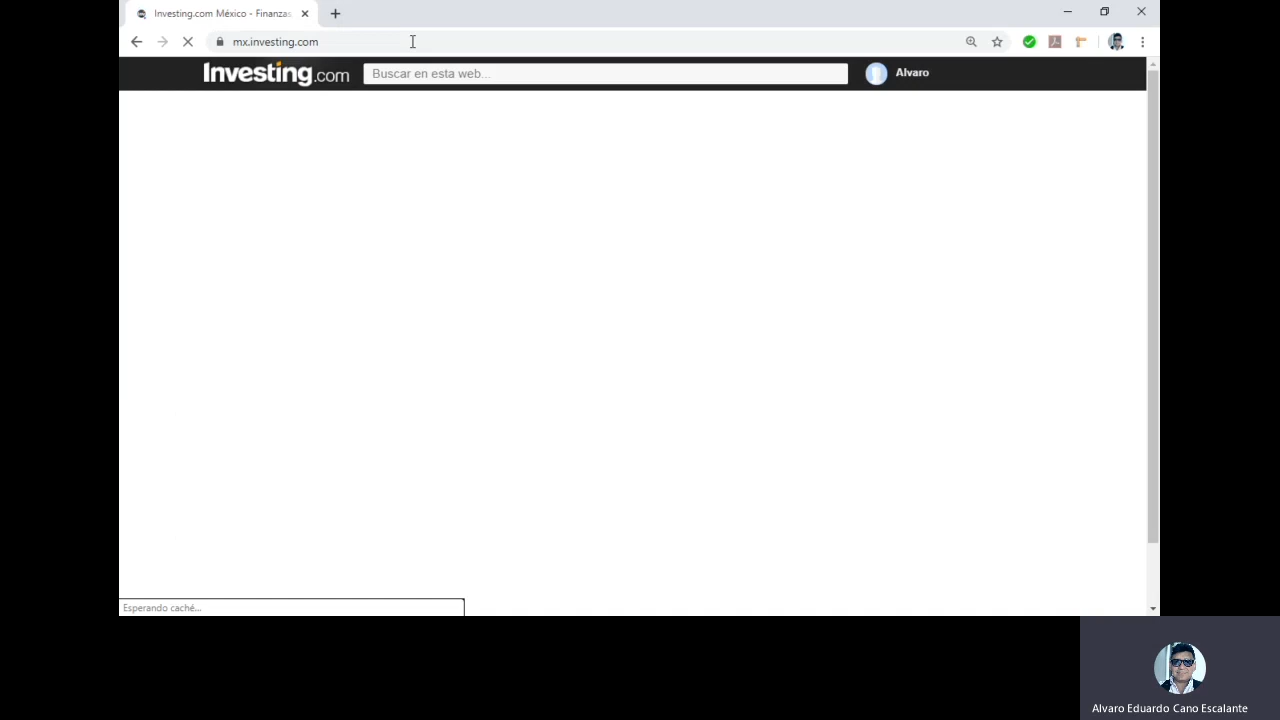 Investing.com México - Finanzas
mx.investing.com
Investing.com
Buscar en esta web...
Alvaro
Esperando caché...
Alvaro Eduardo Cano Escalante